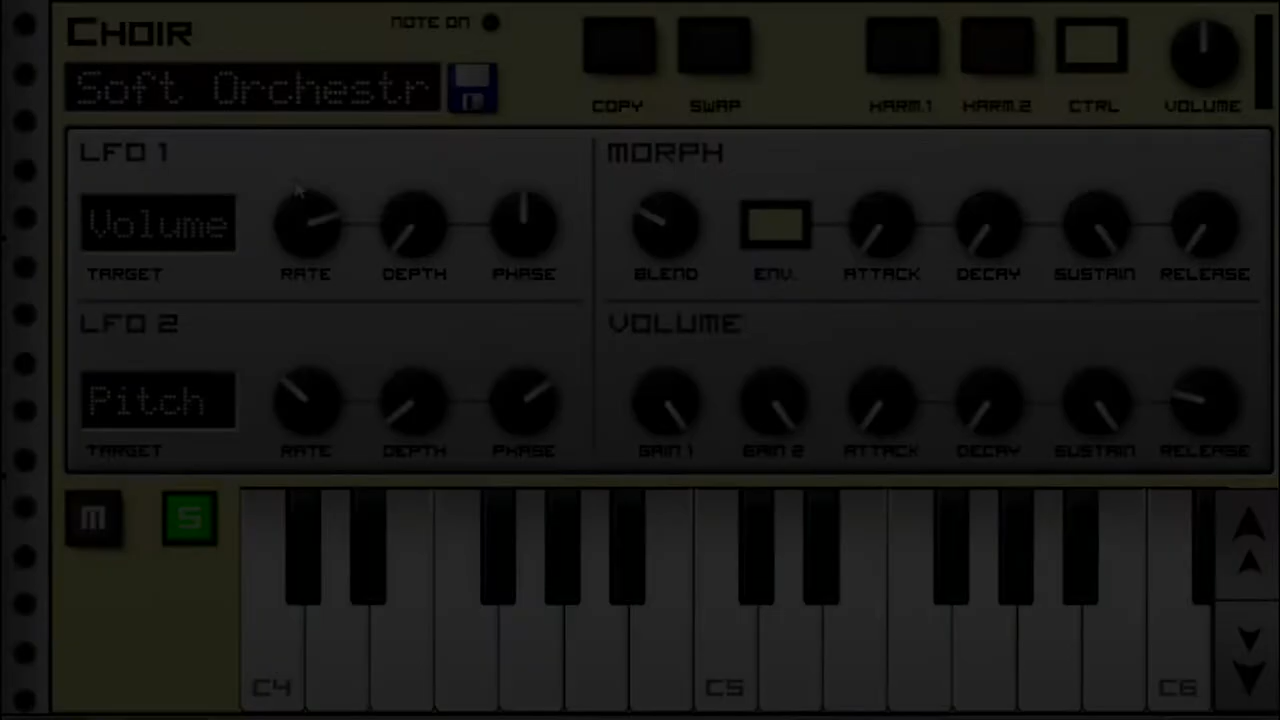 CHOIR
NOTE ON
Soft Orchestr
COPY
SWAP
HARM.1
HARM.2
CTRL
VOLUME
LFO 1
Volume
TARGET
RATE
DEPTH
PHASE
MORPH
BLEND
ENV.
ATTACK
DECAY
SUSTAIN
RELEASE
LFO 2
Pitch
TARGET
RATE
DEPTH
PHASE
VOLUME
GAIN 1
GAIN 2
ATTACK
DECAY
SUSTAIN
RELEASE
M
S
C4
C5
C6